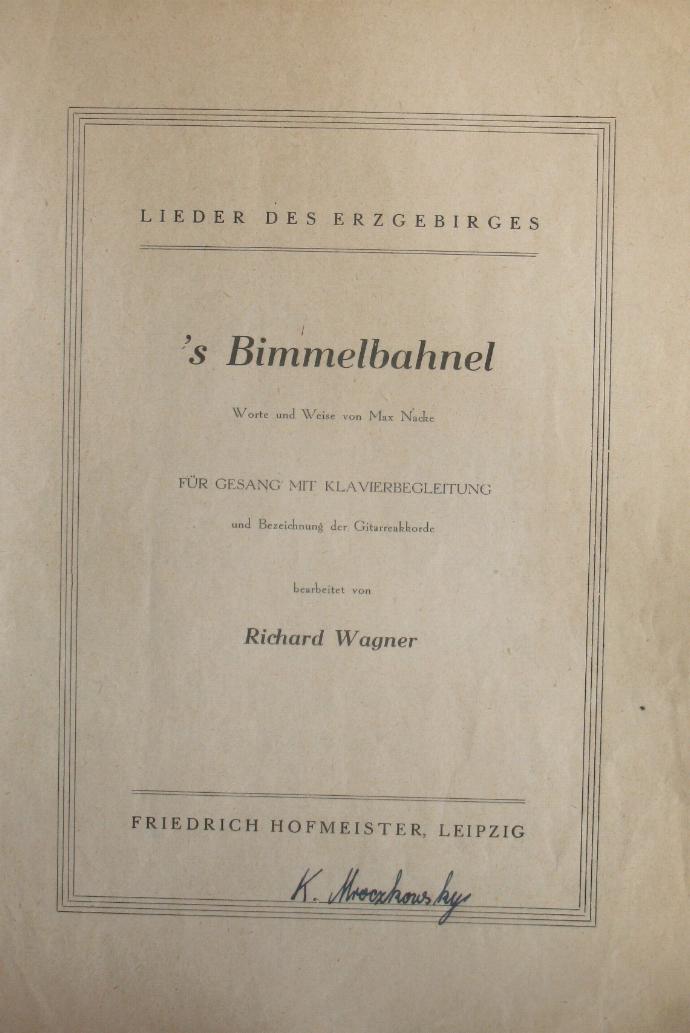 LIEDER DES ERZGEBIRGES
’s Bimmelbahnel
Worte und Weise von Max Nacke
FÜR GESANG MIT KLAVIERBEGLEITUNG
und Bezeichnung der Gitarreakkorde
bearbeitet von
Richard Wagner
FRIEDRICH HOFMEISTER, LEIPZIG
K. Mroczkowsky